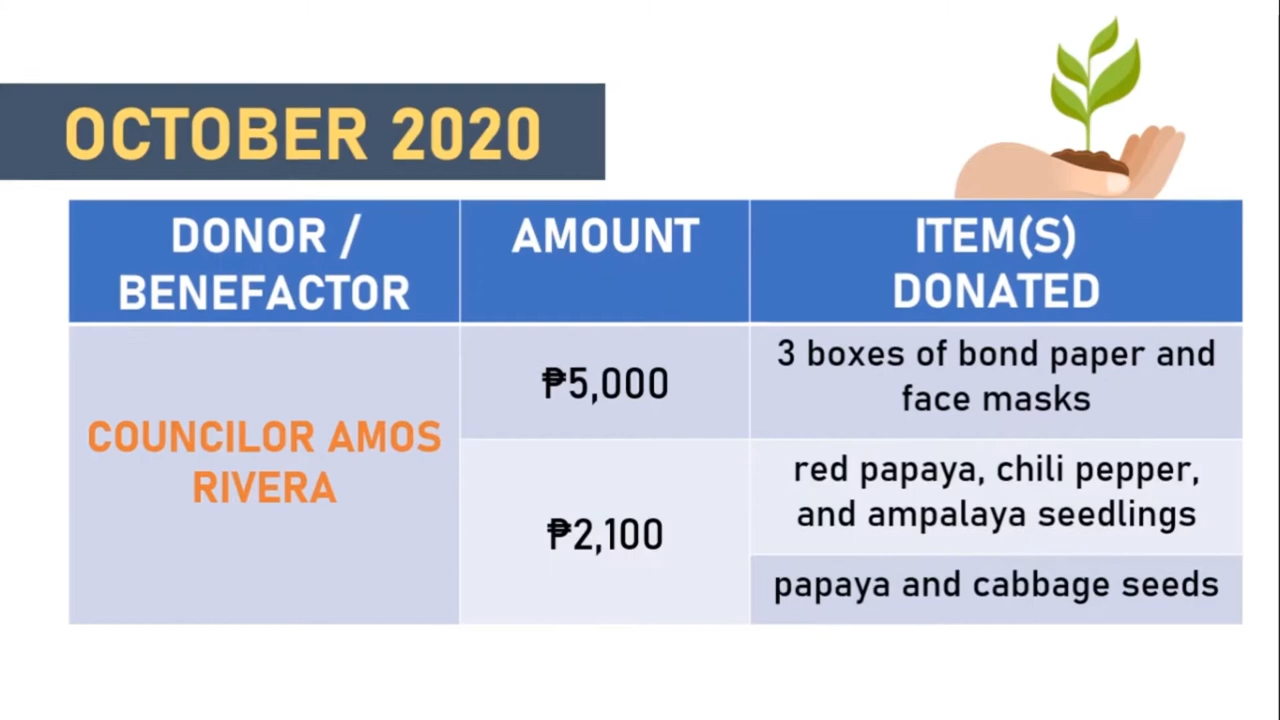 OCTOBER 2020
DONOR /
BENEFACTOR
AMOUNT
ITEM(S)
DONATED
COUNCILOR AMOS
RIVERA
₱5,000
3 boxes of bond paper and
face masks
₱2,100
red papaya, chili pepper,
and ampalaya seedlings
papaya and cabbage seeds